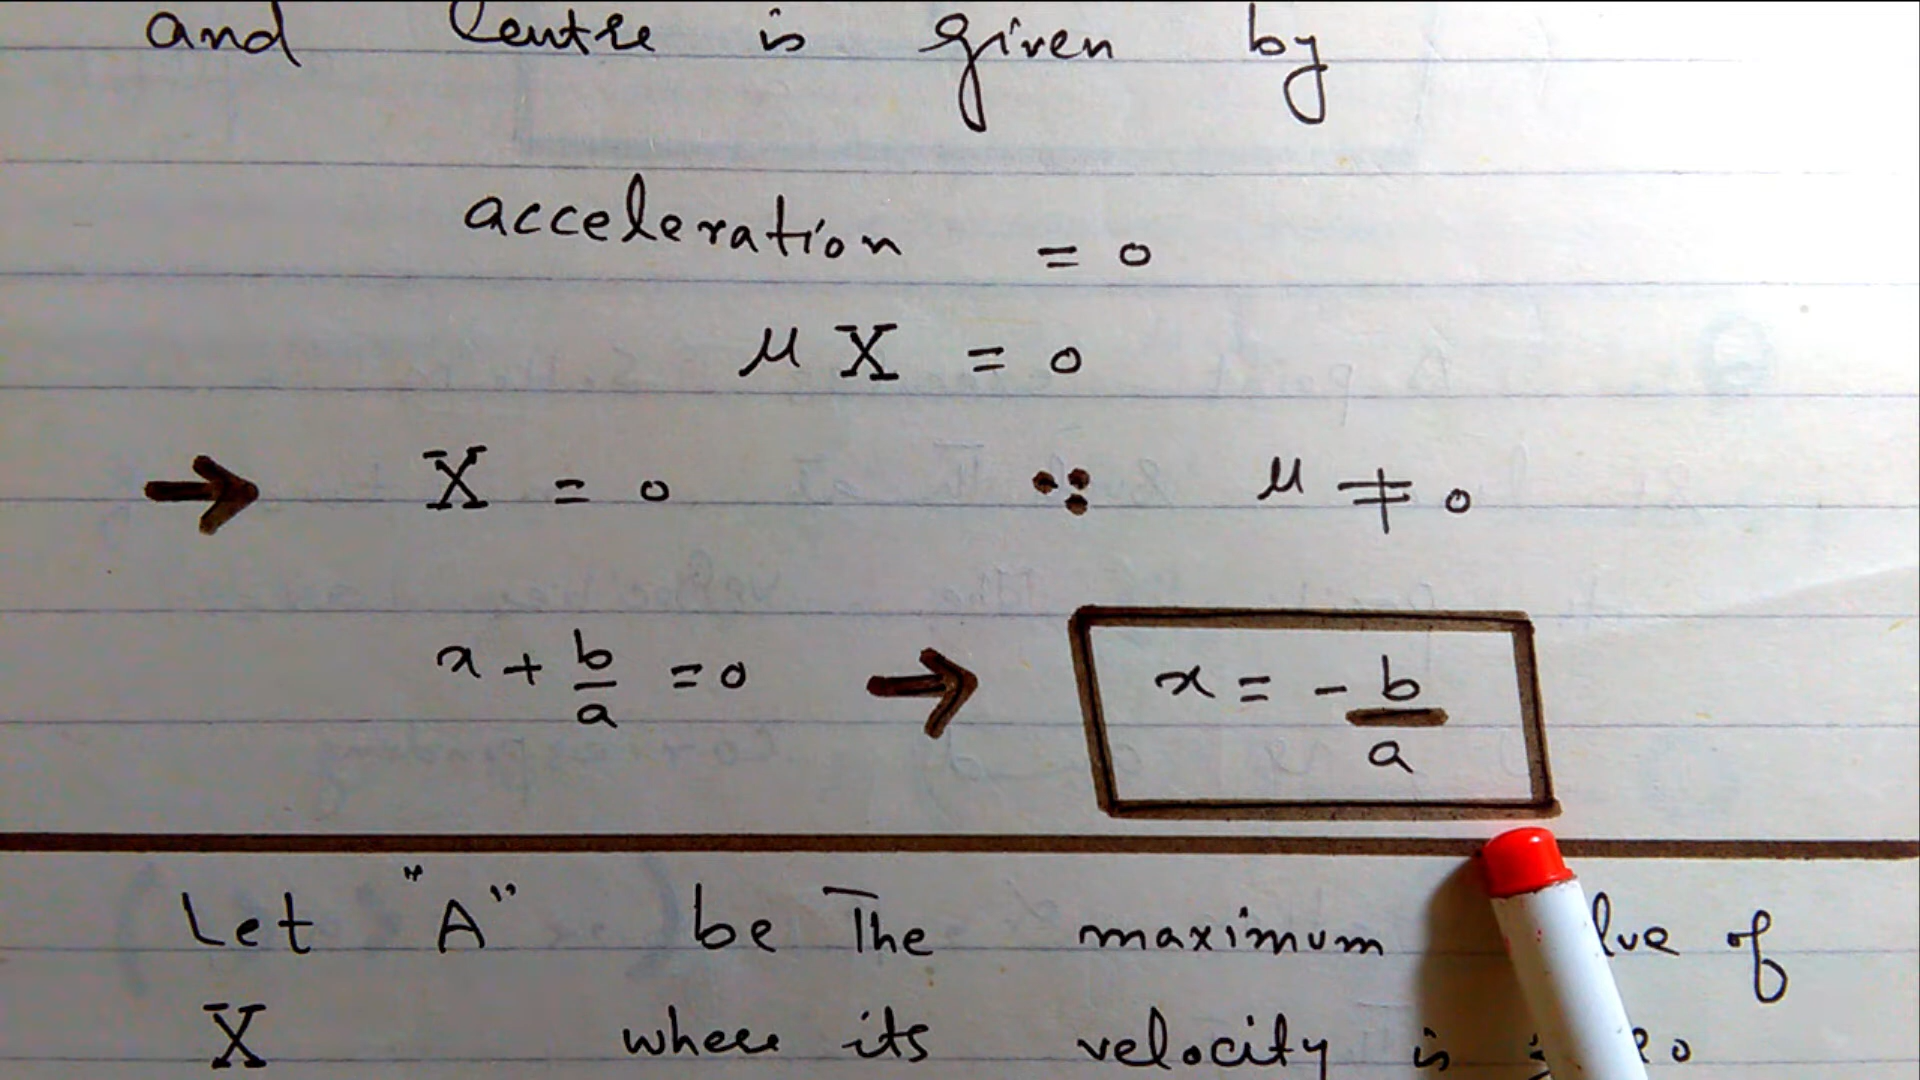 and Centre is given by
acceleration = 0
μ X = 0
→ X = 0 ∵ μ ≠ 0
x + b/a = 0 → x = - b/a
Let "A" be The maximum of
X where its velocity is